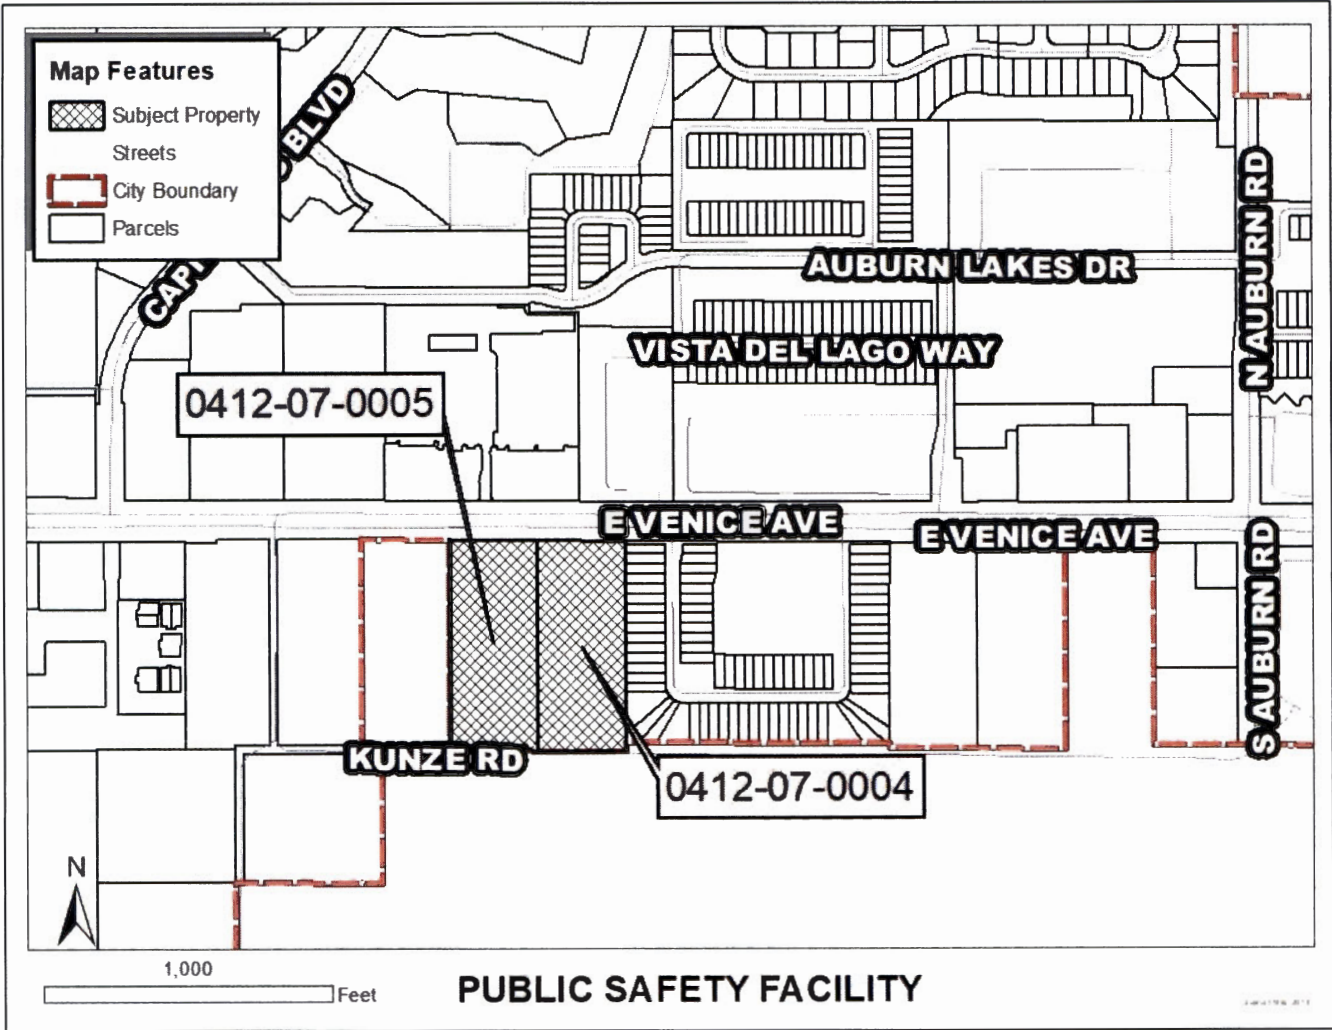 Map Features
Subject Property
Streets
City Boundary
Parcels
BLVD
AUBURN LAKES DR
N AUBURN RD
VISTA DEL LAGO WAY
0412-07-0005
E VENICE AVE
E VENICE AVE
S AUBURN RD
KUNZE RD
0412-07-0004
N
1,000
Feet
PUBLIC SAFETY FACILITY